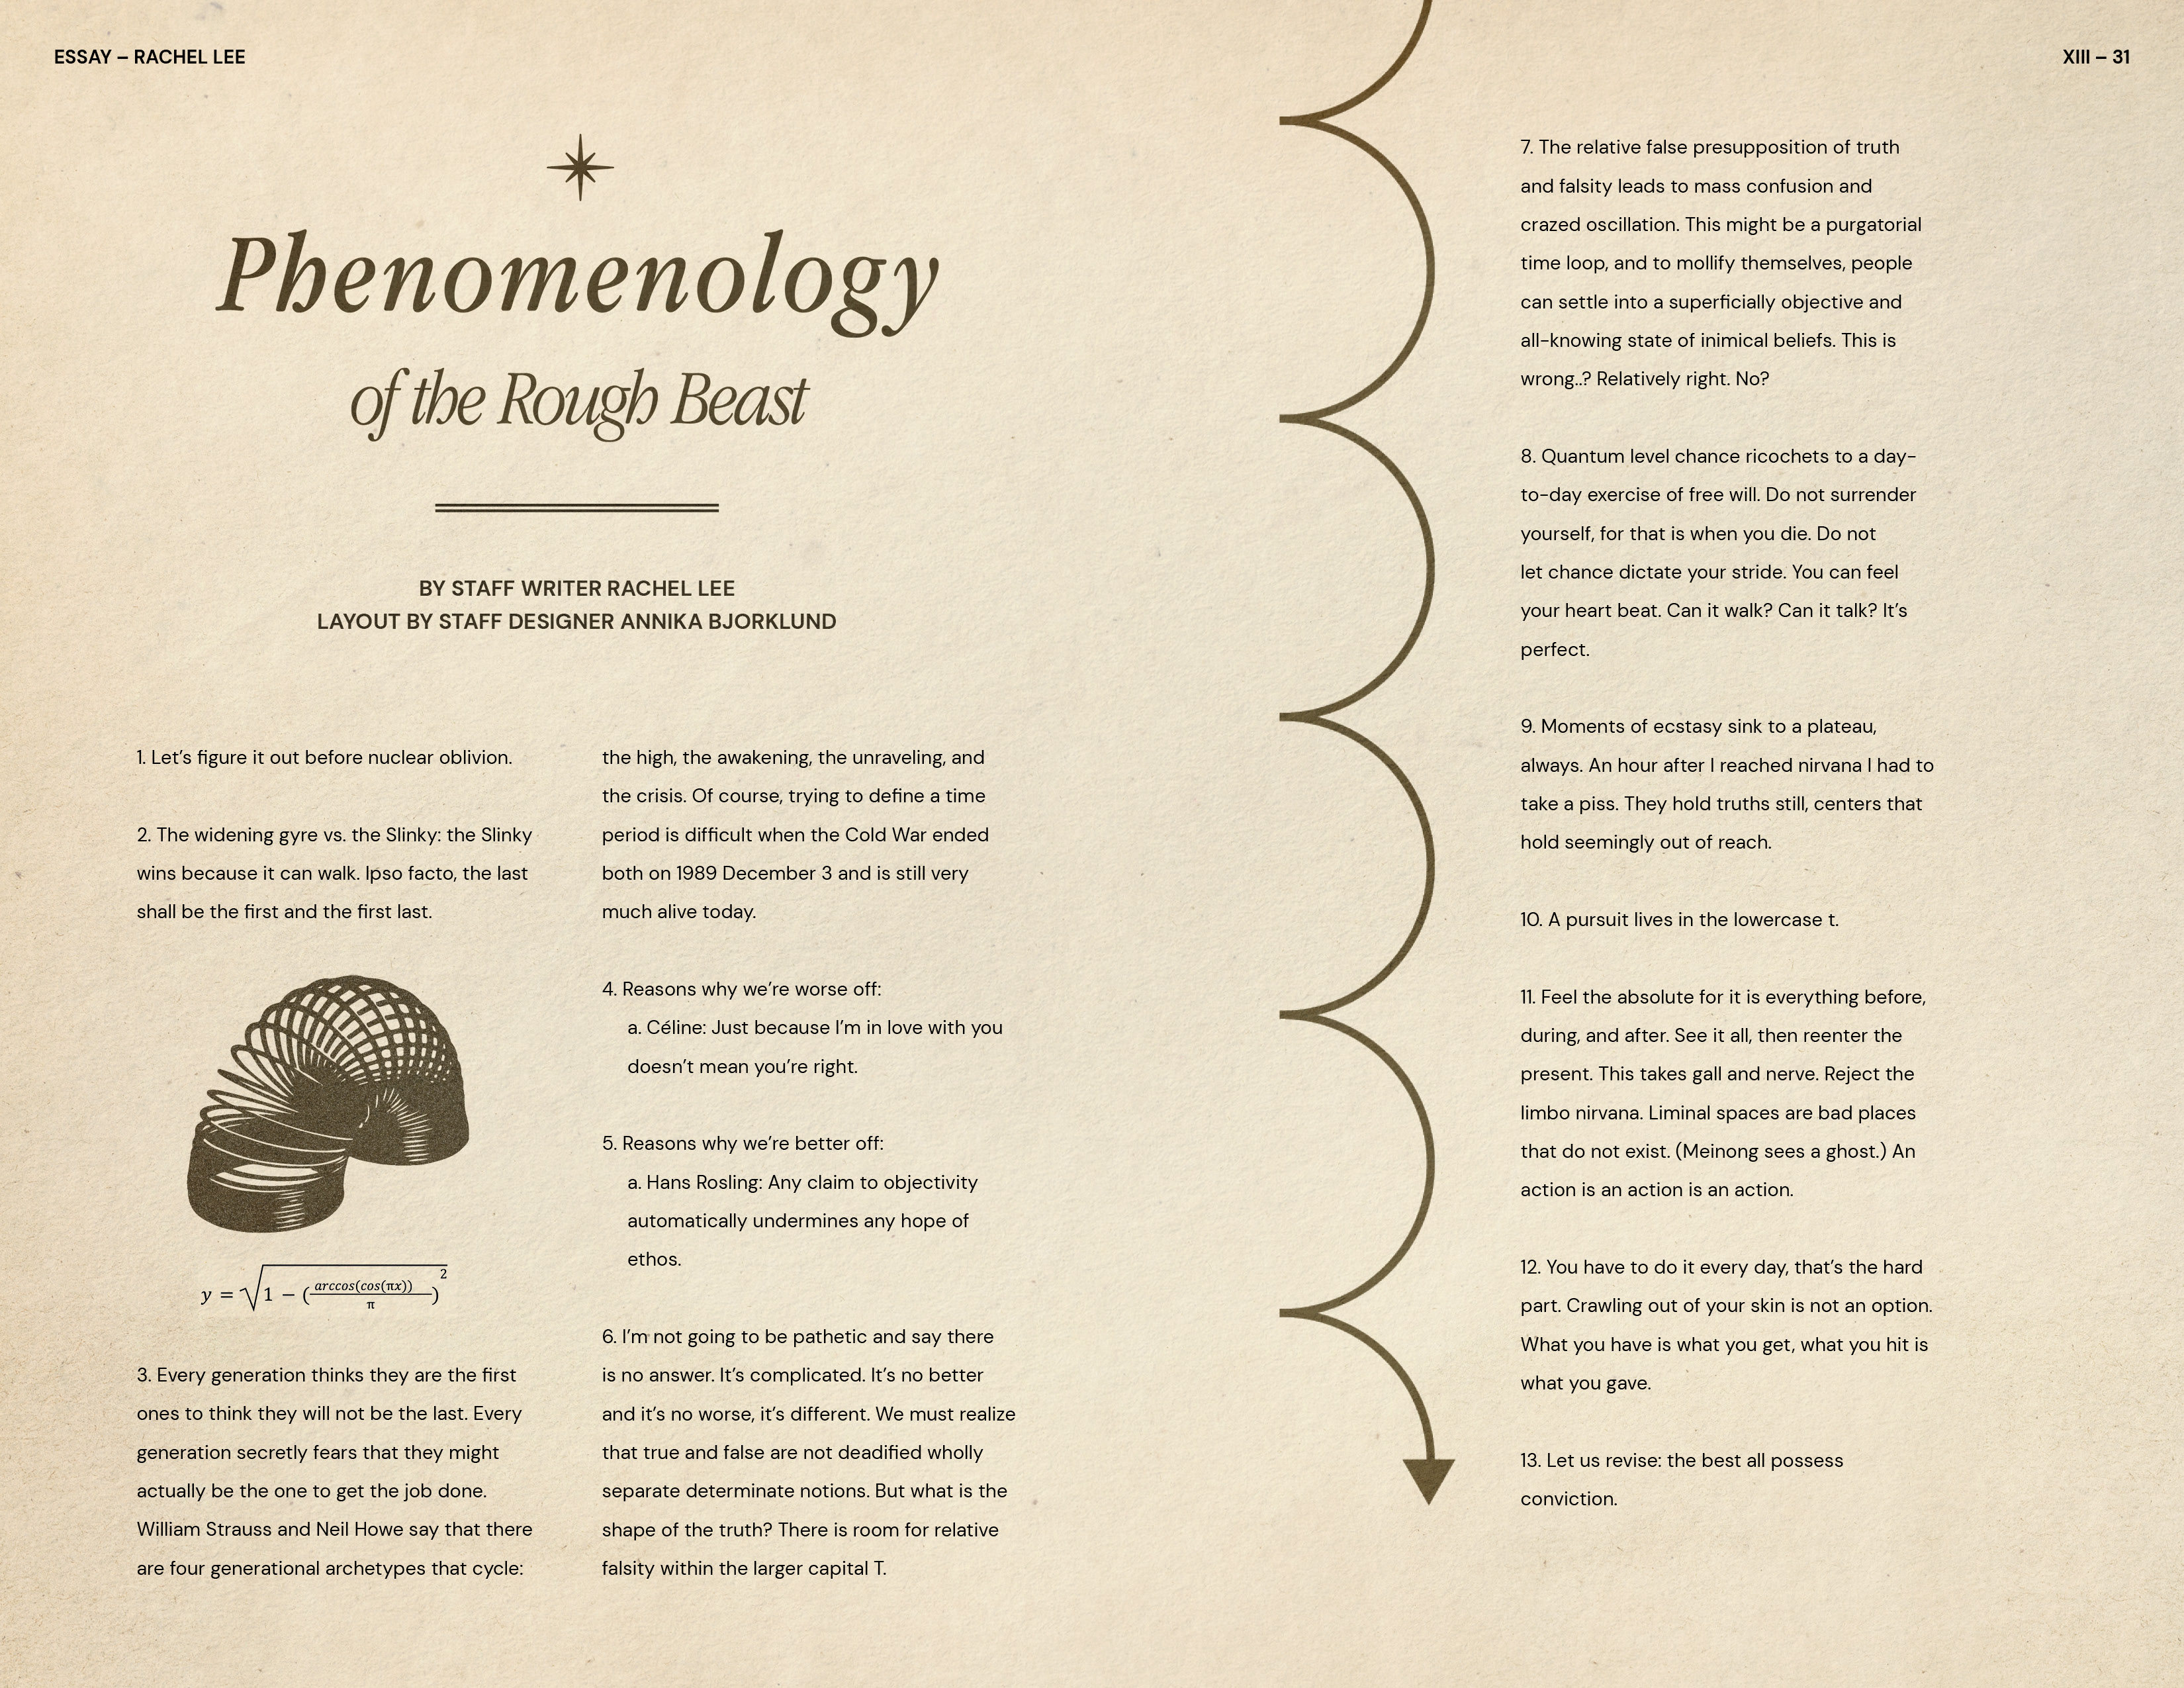 ESSAY – RACHEL LEE
XIII – 31
Phenomenology
of the Rough Beast
BY STAFF WRITER RACHEL LEE
LAYOUT BY STAFF DESIGNER ANNIKA BJORKLUND
1. Let’s figure it out before nuclear oblivion.
2. The widening gyre vs. the Slinky: the Slinky
wins because it can walk. Ipso facto, the last
shall be the first and the first last.
y = √1 − (arccos(cos(πx))/π)²
3. Every generation thinks they are the first
ones to think they will not be the last. Every
generation secretly fears that they might
actually be the one to get the job done.
William Strauss and Neil Howe say that there
are four generational archetypes that cycle:
the high, the awakening, the unraveling, and
the crisis. Of course, trying to define a time
period is difficult when the Cold War ended
both on 1989 December 3 and is still very
much alive today.
4. Reasons why we’re worse off:
a. Céline: Just because I’m in love with you
doesn’t mean you’re right.
5. Reasons why we’re better off:
a. Hans Rosling: Any claim to objectivity
automatically undermines any hope of
ethos.
6. I’m not going to be pathetic and say there
is no answer. It’s complicated. It’s no better
and it’s no worse, it’s different. We must realize
that true and false are not deadified wholly
separate determinate notions. But what is the
shape of the truth? There is room for relative
falsity within the larger capital T.
7. The relative false presupposition of truth
and falsity leads to mass confusion and
crazed oscillation. This might be a purgatorial
time loop, and to mollify themselves, people
can settle into a superficially objective and
all-knowing state of inimical beliefs. This is
wrong..? Relatively right. No?
8. Quantum level chance ricochets to a day-
to-day exercise of free will. Do not surrender
yourself, for that is when you die. Do not
let chance dictate your stride. You can feel
your heart beat. Can it walk? Can it talk? It’s
perfect.
9. Moments of ecstasy sink to a plateau,
always. An hour after I reached nirvana I had to
take a piss. They hold truths still, centers that
hold seemingly out of reach.
10. A pursuit lives in the lowercase t.
11. Feel the absolute for it is everything before,
during, and after. See it all, then reenter the
present. This takes gall and nerve. Reject the
limbo nirvana. Liminal spaces are bad places
that do not exist. (Meinong sees a ghost.) An
action is an action is an action.
12. You have to do it every day, that’s the hard
part. Crawling out of your skin is not an option.
What you have is what you get, what you hit is
what you gave.
13. Let us revise: the best all possess
conviction.